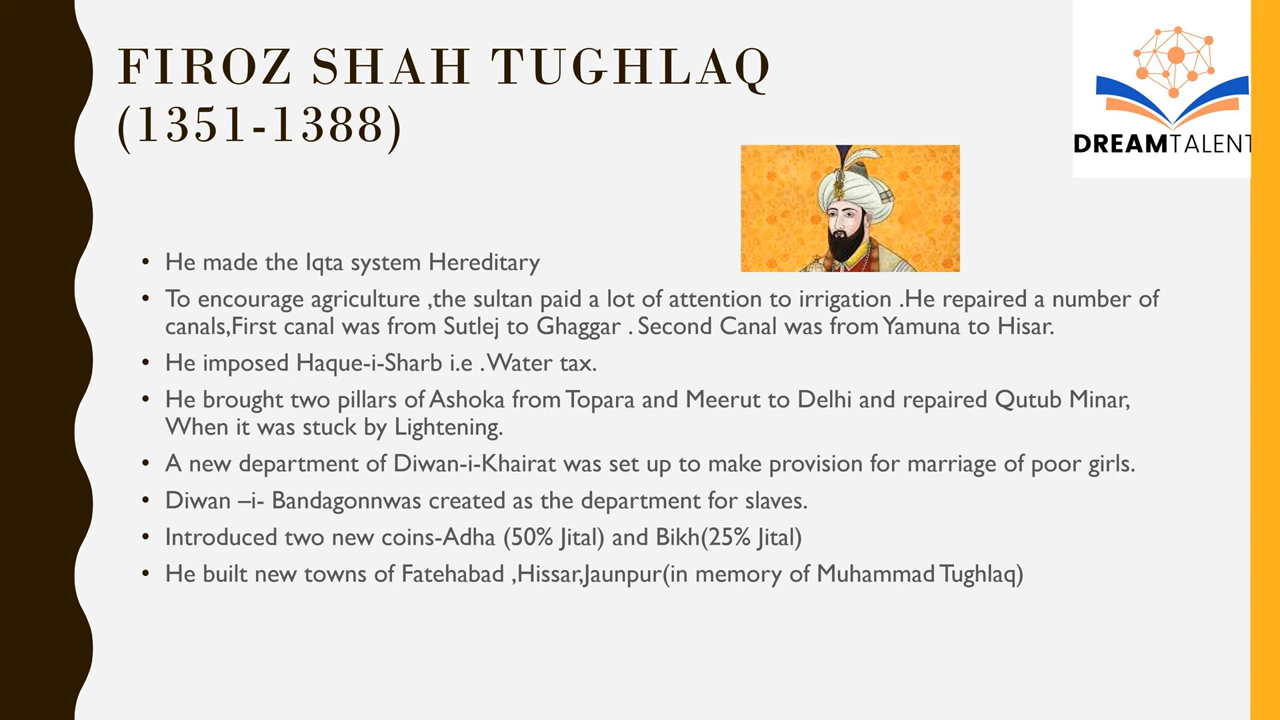 FIROZ SHAH TUGHLAQ
(1351-1388)
DREAMTALENT
• He made the Iqta system Hereditary
• To encourage agriculture ,the sultan paid a lot of attention to irrigation .He repaired a number of
canals,First canal was from Sutlej to Ghaggar . Second Canal was from Yamuna to Hisar.
• He imposed Haque-i-Sharb i.e .Water tax.
• He brought two pillars of Ashoka from Topara and Meerut to Delhi and repaired Qutub Minar,
When it was stuck by Lightening.
• A new department of Diwan-i-Khairat was set up to make provision for marriage of poor girls.
• Diwan –i- Bandagonnwas created as the department for slaves.
• Introduced two new coins-Adha (50% Jital) and Bikh(25% Jital)
• He built new towns of Fatehabad ,Hissar,Jaunpur(in memory of Muhammad Tughlaq)